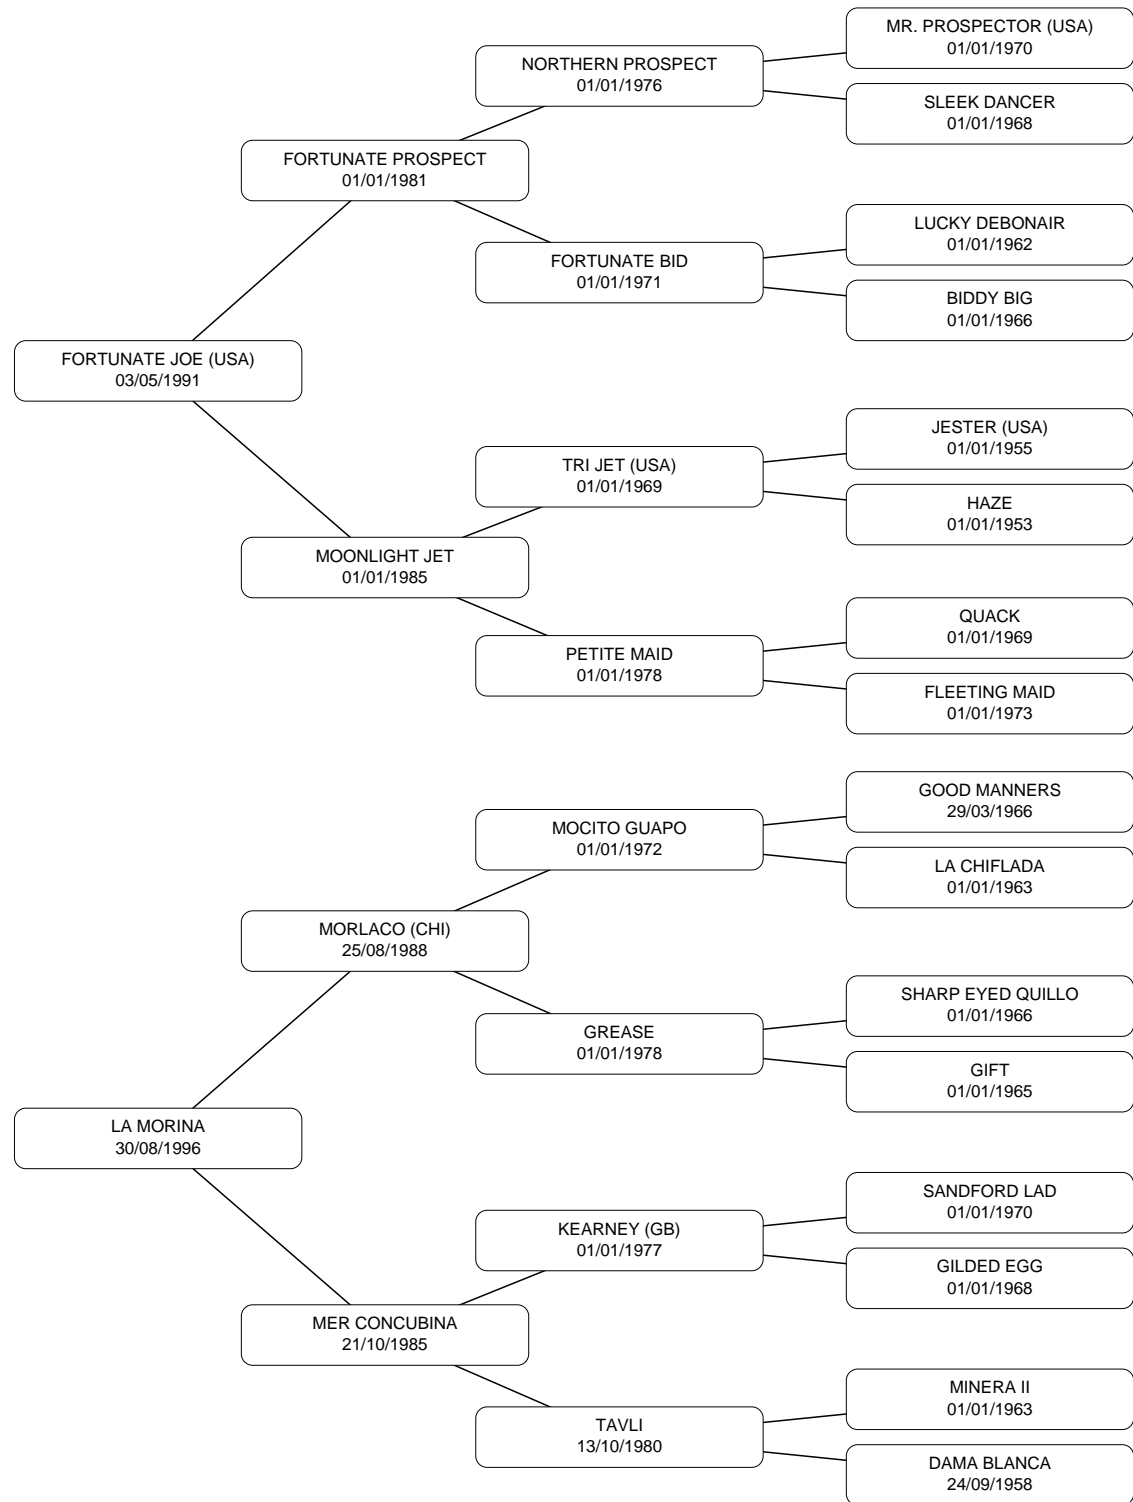 MR. PROSPECTOR (USA)
01/01/1970
NORTHERN PROSPECT
01/01/1976
SLEEK DANCER
01/01/1968
FORTUNATE PROSPECT
01/01/1981
LUCKY DEBONAIR
01/01/1962
FORTUNATE BID
01/01/1971
BIDDY BIG
01/01/1966
FORTUNATE JOE (USA)
03/05/1991
JESTER (USA)
01/01/1955
TRI JET (USA)
01/01/1969
HAZE
01/01/1953
MOONLIGHT JET
01/01/1985
QUACK
01/01/1969
PETITE MAID
01/01/1978
FLEETING MAID
01/01/1973
GOOD MANNERS
29/03/1966
MOCITO GUAPO
01/01/1972
LA CHIFLADA
01/01/1963
MORLACO (CHI)
25/08/1988
SHARP EYED QUILLO
01/01/1966
GREASE
01/01/1978
GIFT
01/01/1965
LA MORINA
30/08/1996
SANDFORD LAD
01/01/1970
KEARNEY (GB)
01/01/1977
GILDED EGG
01/01/1968
MER CONCUBINA
21/10/1985
MINERA II
01/01/1963
TAVLI
13/10/1980
DAMA BLANCA
24/09/1958